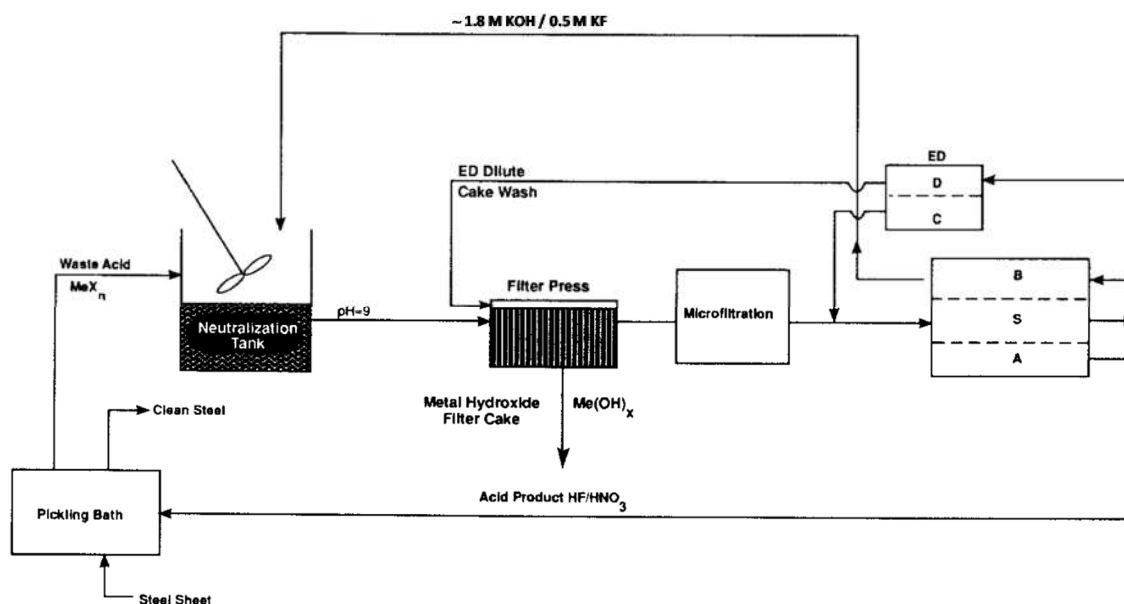 ~ 1.8 M KOH / 0.5 M KF
ED
D
C
ED Dilute
Cake Wash
Waste Acid
MeXn
Neutralization
Tank
pH=9
Filter Press
Microfiltration
B
S
A
Metal Hydroxide
Filter Cake
Me(OH)x
Clean Steel
Pickling Bath
Acid Product HF/HNO3
Steel Sheet